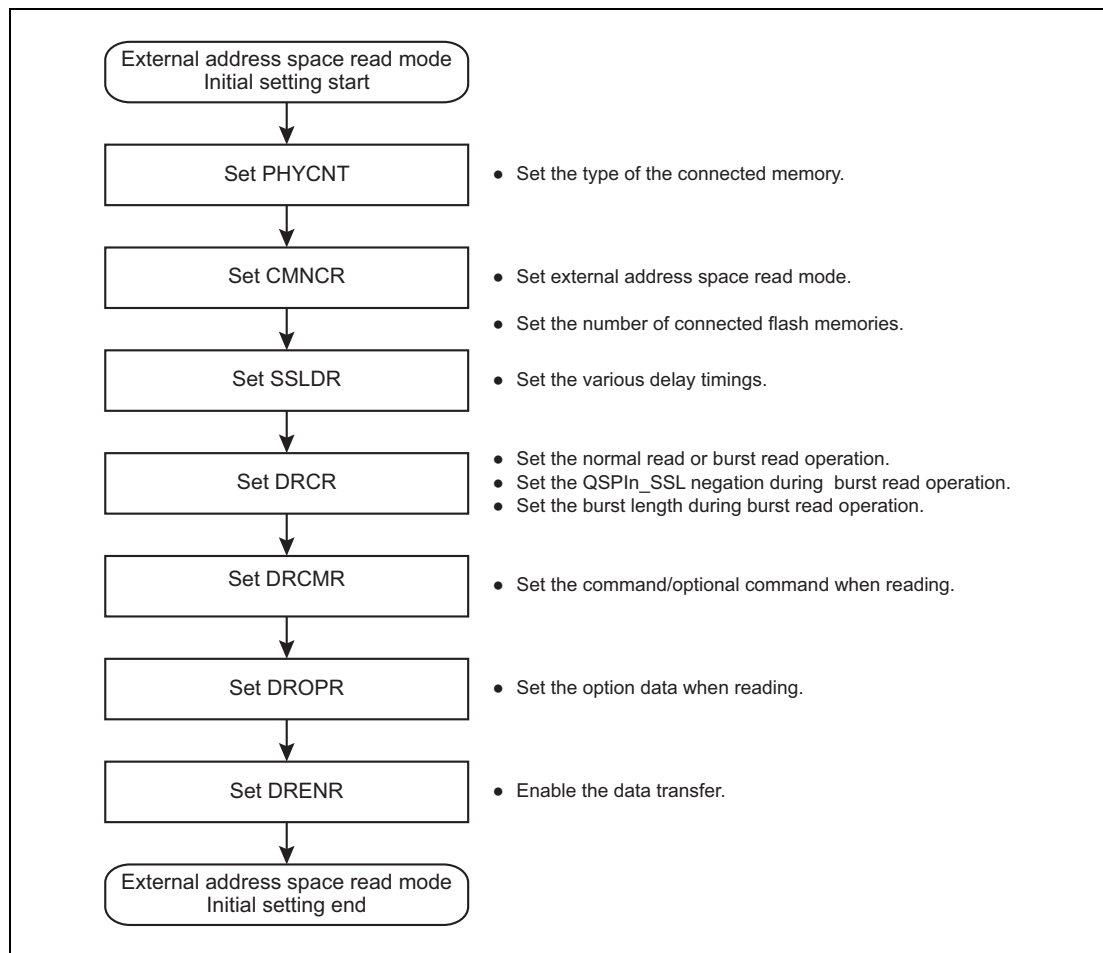 External address space read mode
Initial setting start
Set PHYCNT
● Set the type of the connected memory.
Set CMNCR
● Set external address space read mode.
● Set the number of connected flash memories.
Set SSLDR
● Set the various delay timings.
Set DRCR
● Set the normal read or burst read operation.
● Set the QSPIn_SSL negation during burst read operation.
● Set the burst length during burst read operation.
Set DRCMR
● Set the command/optional command when reading.
Set DROPR
● Set the option data when reading.
Set DRENR
● Enable the data transfer.
External address space read mode
Initial setting end